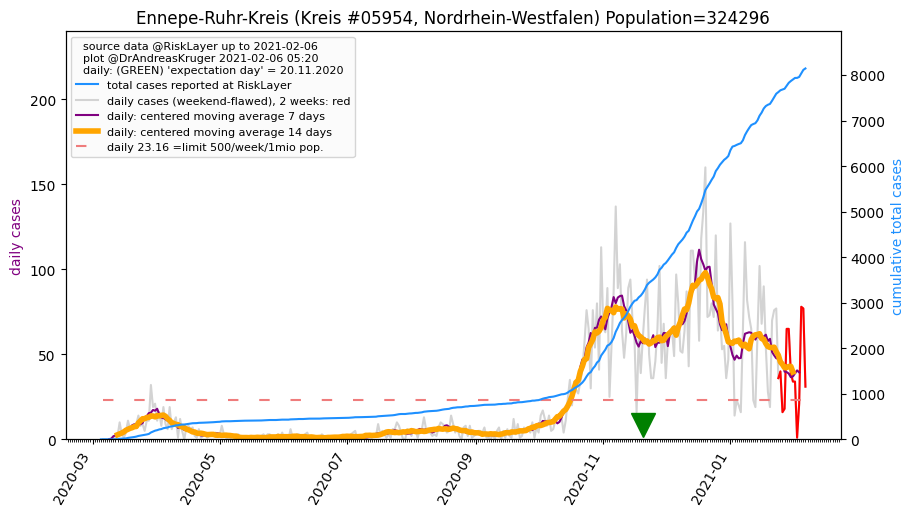 Ennepe-Ruhr-Kreis (Kreis #05954, Nordrhein-Westfalen) Population=324296
source data @RiskLayer up to 2021-02-06
plot @DrAndreasKruger 2021-02-06 05:20
daily: (GREEN) 'expectation day' = 20.11.2020
total cases reported at RiskLayer
daily cases (weekend-flawed), 2 weeks: red
daily: centered moving average 7 days
daily: centered moving average 14 days
daily 23.16 =limit 500/week/1mio pop.
daily cases
200
150
100
50
0
cumulative total cases
8000
7000
6000
5000
4000
3000
2000
1000
0
2020-03
2020-05
2020-07
2020-09
2020-11
2021-01